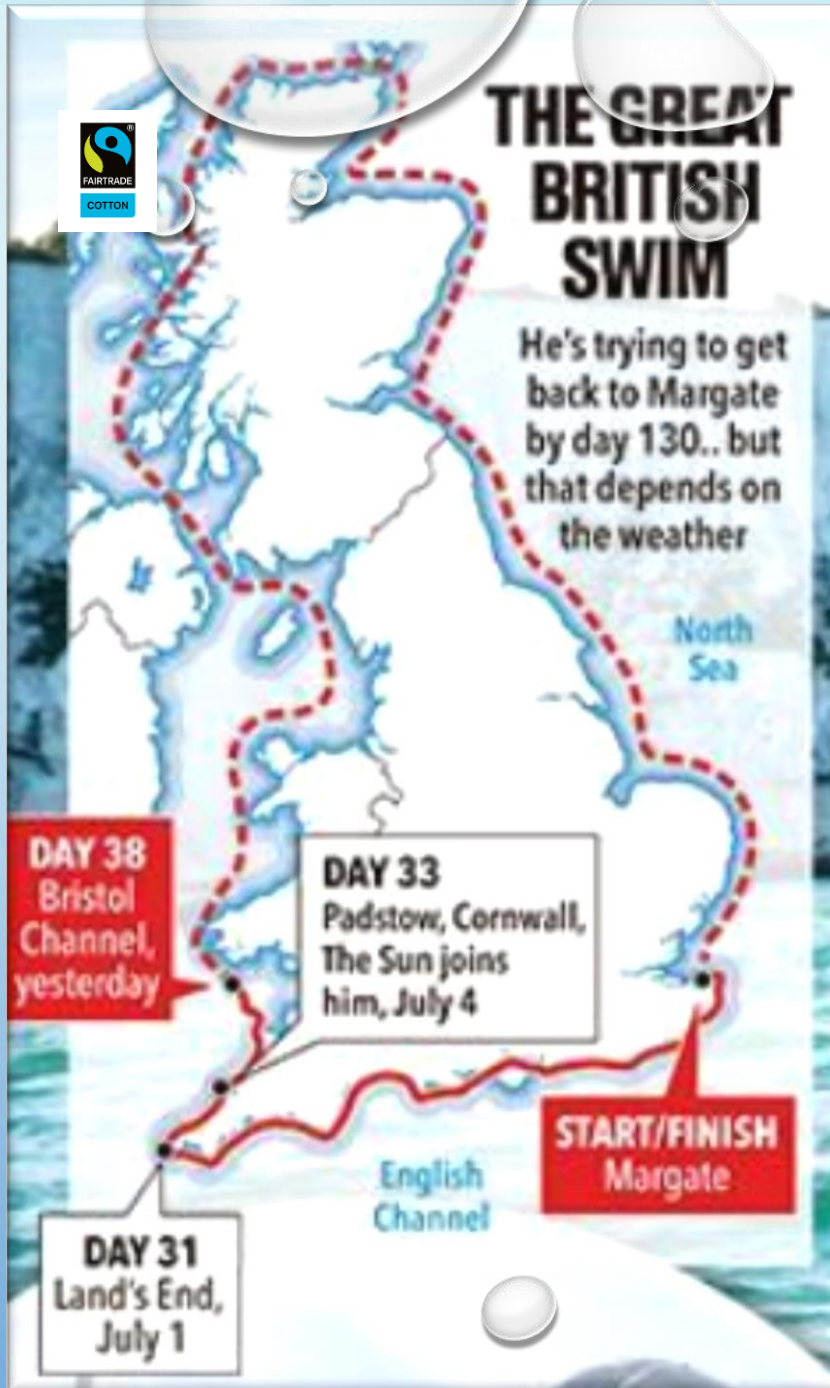 THE GREAT
BRITISH
SWIM
He's trying to get
back to Margate
by day 130.. but
that depends on
the weather
®
FAIRTRADE
COTTON
North
Sea
DAY 38
Bristol
Channel,
yesterday
DAY 33
Padstow, Cornwall,
The Sun joins
him, July 4
START/FINISH
Margate
English
Channel
DAY 31
Land's End,
July 1